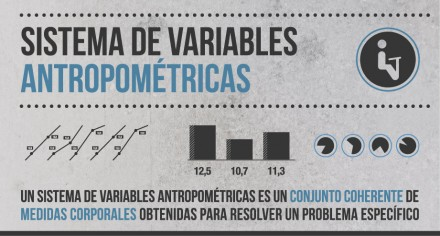 SISTEMA DE VARIABLES
ANTROPOMÉTRICAS
12,5 10,7 11,3
UN SISTEMA DE VARIABLES ANTROPOMÉTRICAS ES UN CONJUNTO COHERENTE DE
MEDIDAS CORPORALES OBTENIDAS PARA RESOLVER UN PROBLEMA ESPECÍFICO